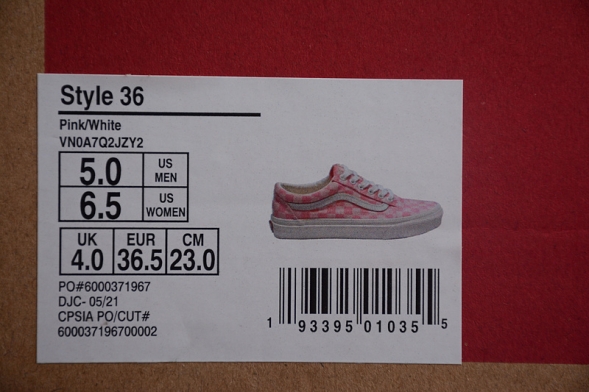 Style 36
Pink/White
VN0A7Q2JZY2
5.0 US MEN
6.5 US WOMEN
UK EUR CM
4.0 36.5 23.0
PO#6000371967
DJC- 05/21
CPSIA PO/CUT#
600037196700002
1 93395 01035 5